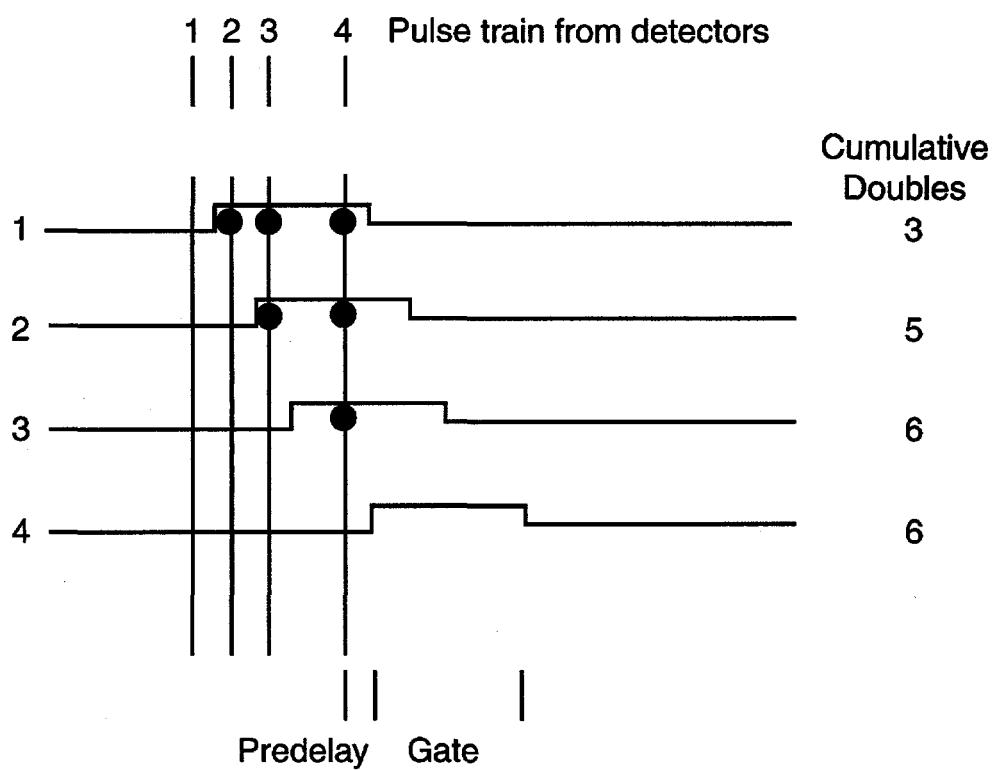 1 2 3 4 Pulse train from detectors
Cumulative
Doubles
1 3
2 5
3 6
4 6
Predelay Gate